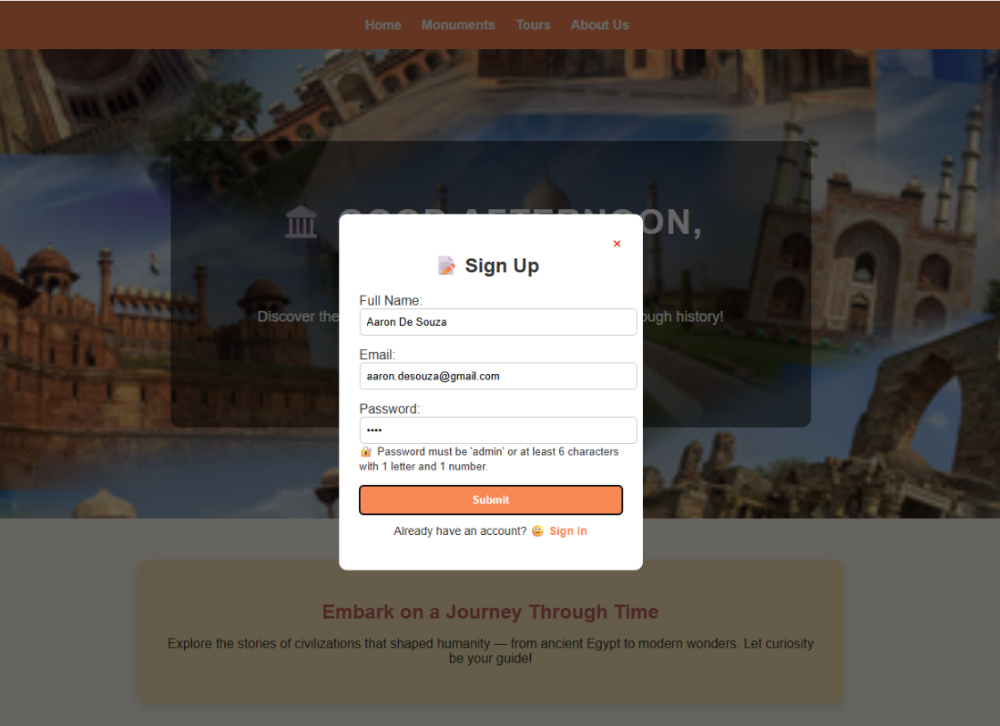 Home Monuments Tours About Us
GOOD AFTERNOON,
Discover the
ough history!
Sign Up
Full Name:
Aaron De Souza
Email:
aaron.desouza@gmail.com
Password:
••••
Password must be 'admin' or at least 6 characters
with 1 letter and 1 number.
Submit
Already have an account? Sign In
Embark on a Journey Through Time
Explore the stories of civilizations that shaped humanity — from ancient Egypt to modern wonders. Let curiosity
be your guide!